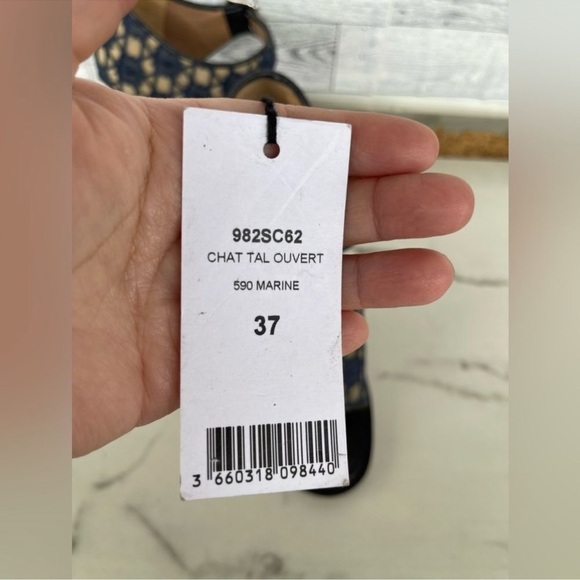 982SC62
CHAT TAL OUVERT
590 MARINE
37
3 660318 098440